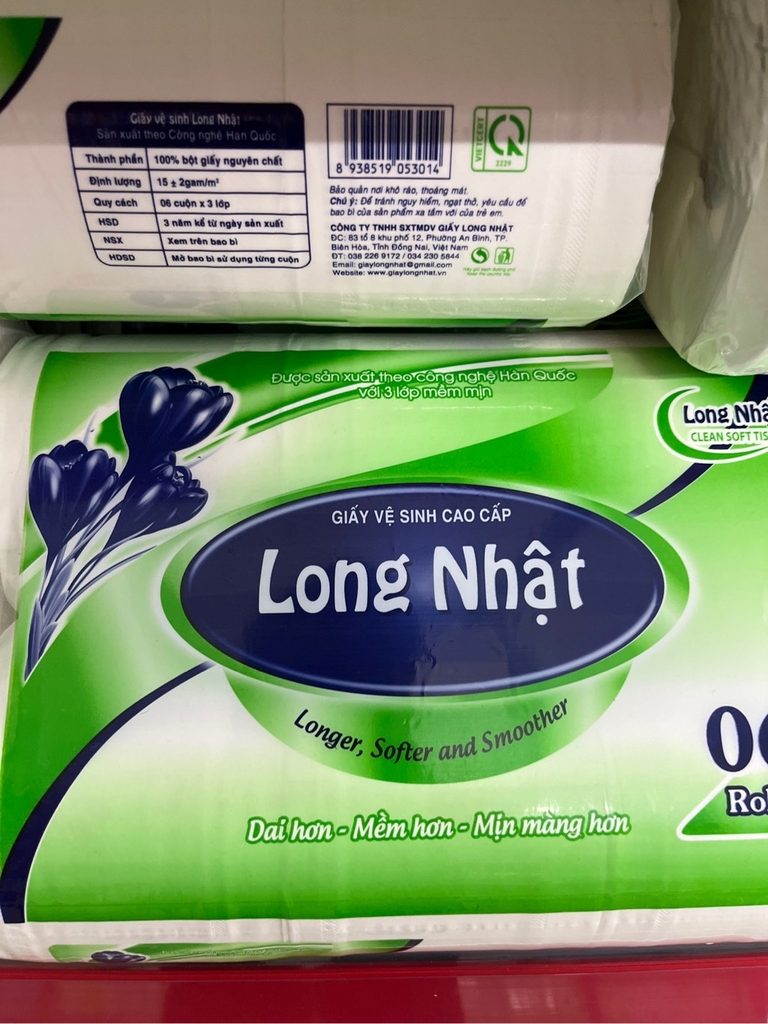 Giấy vệ sinh Long Nhật
Sản xuất theo Công nghệ Hàn Quốc
Thành phần 100% bột giấy nguyên chất
Định lượng 15 ± 2gam/m²
Quy cách 06 cuộn x 3 lớp
HSD 3 năm kể từ ngày sản xuất
NSX Xem trên bao bì
HDSD Mở bao bì sử dụng từng cuộn
8 938519 053014
VIETCERT
2229
Bảo quản nơi khô ráo, thoáng mát.
Chú ý: Để tránh nguy hiểm, ngạt thở, yêu cầu để
bao bì của sản phẩm xa tầm với của trẻ em.
CÔNG TY TNHH SXTMDV GIẤY LONG NHẬT
ĐC: 83 tổ 8 khu phố 12, Phường An Bình, TP.
Biên Hòa, Tỉnh Đồng Nai, Việt Nam
ĐT: 038 226 9172 / 034 230 5844
Email: giaylongnhat@gmail.com
Website: www.giaylongnhat.vn
Được sản xuất theo công nghệ Hàn Quốc
với 3 lớp mềm mịn
Long Nhậ
CLEAN SOFT TIS
GIẤY VỆ SINH CAO CẤP
Long Nhật
Longer, Softer and Smoother
06
Rol
Dai hơn - Mềm hơn - Mịn màng hơn